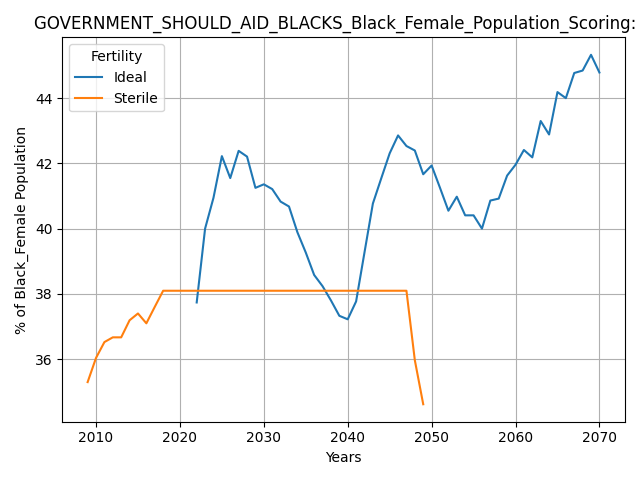 GOVERNMENT_SHOULD_AID_BLACKS_Black_Female_Population_Scoring:
Fertility
Ideal
Sterile
44
42
40
38
36
% of Black_Female Population
2010
2020
2030
2040
2050
2060
2070
Years